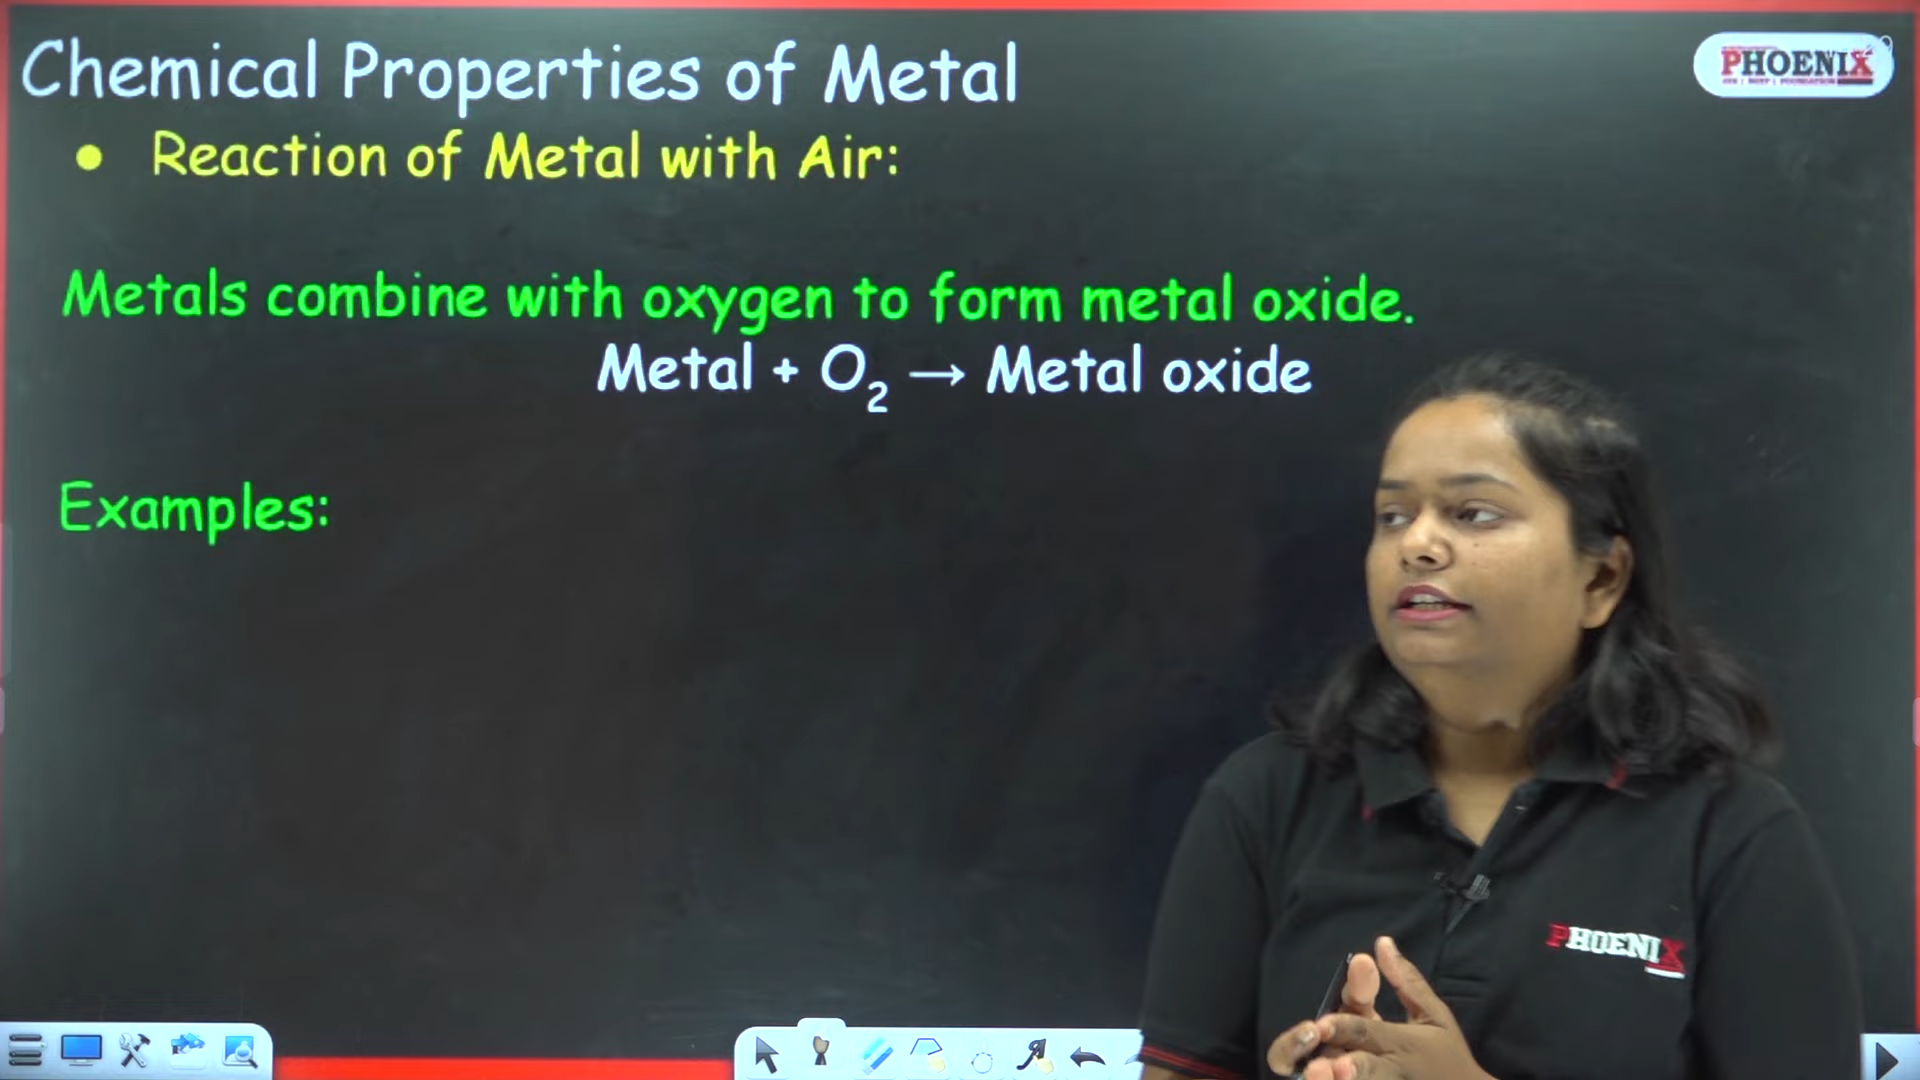 Chemical Properties of Metal
PHOENIX
• Reaction of Metal with Air:
Metals combine with oxygen to form metal oxide.
Metal + O₂ → Metal oxide
Examples:
PHOENIX